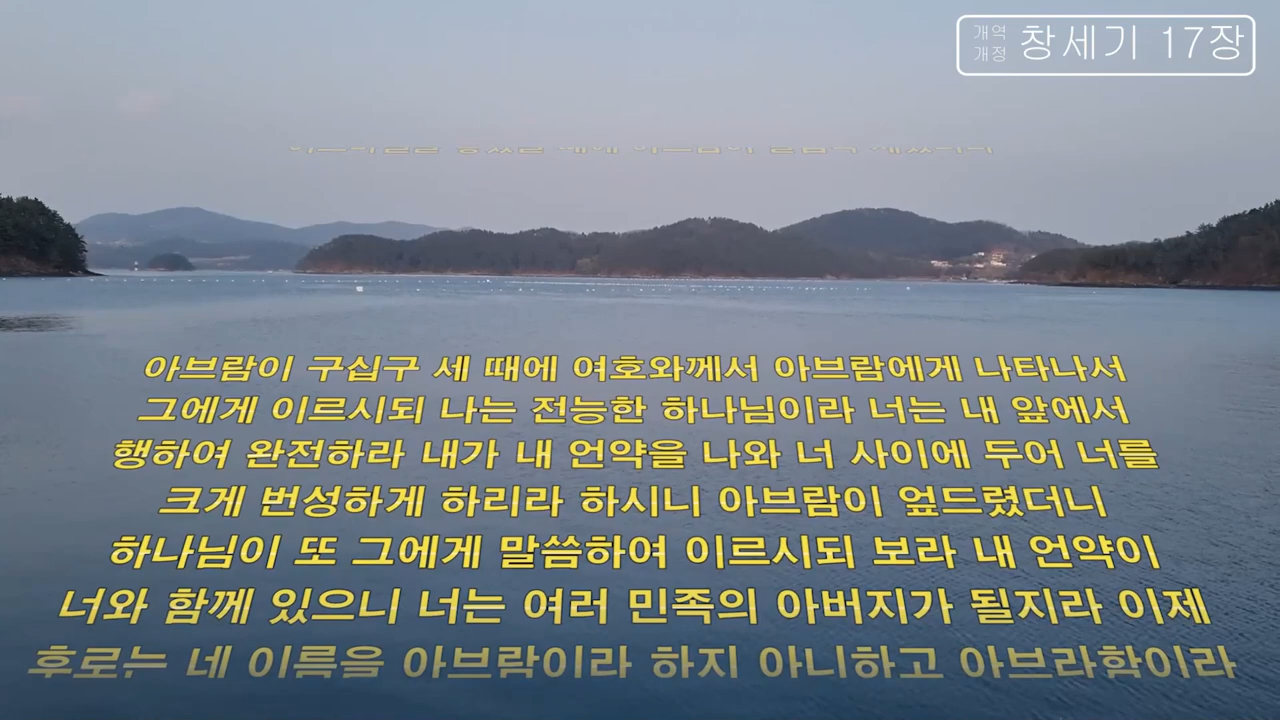 개역
개정
창세기 17장
아브람이 구십구 세 때에 여호와께서 아브람에게 나타나서
그에게 이르시되 나는 전능한 하나님이라 너는 내 앞에서
행하여 완전하라 내가 내 언약을 나와 너 사이에 두어 너를
크게 번성하게 하리라 하시니 아브람이 엎드렸더니
하나님이 또 그에게 말씀하여 이르시되 보라 내 언약이
너와 함께 있으니 너는 여러 민족의 아버지가 될지라 이제
후로는 네 이름을 아브람이라 하지 아니하고 아브라함이라